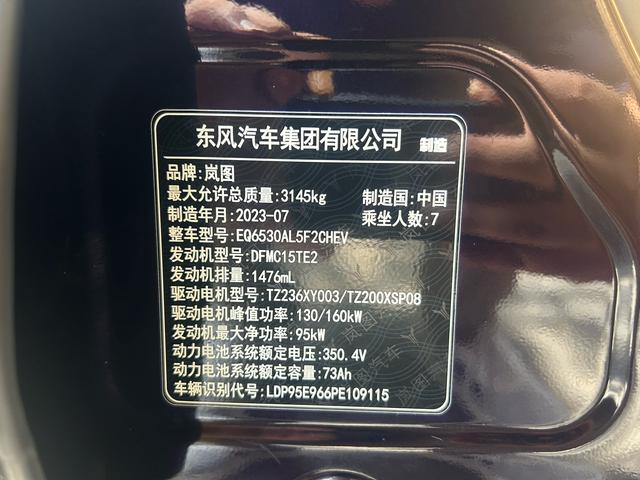 东风汽车集团有限公司 制造
品牌:岚图
最大允许总质量:3145kg 制造国:中国
制造年月:2023-07 乘坐人数:7
整车型号:EQ6530AL5F2CHEV
发动机型号:DFMC15TE2
发动机排量:1476mL
驱动电机型号:TZ236XY003/TZ200XSP08
驱动电机峰值功率:130/160kW
发动机最大净功率:95kW
动力电池系统额定电压:350.4V
动力电池系统额定容量:73Ah
车辆识别代号:LDP95E966PE109115